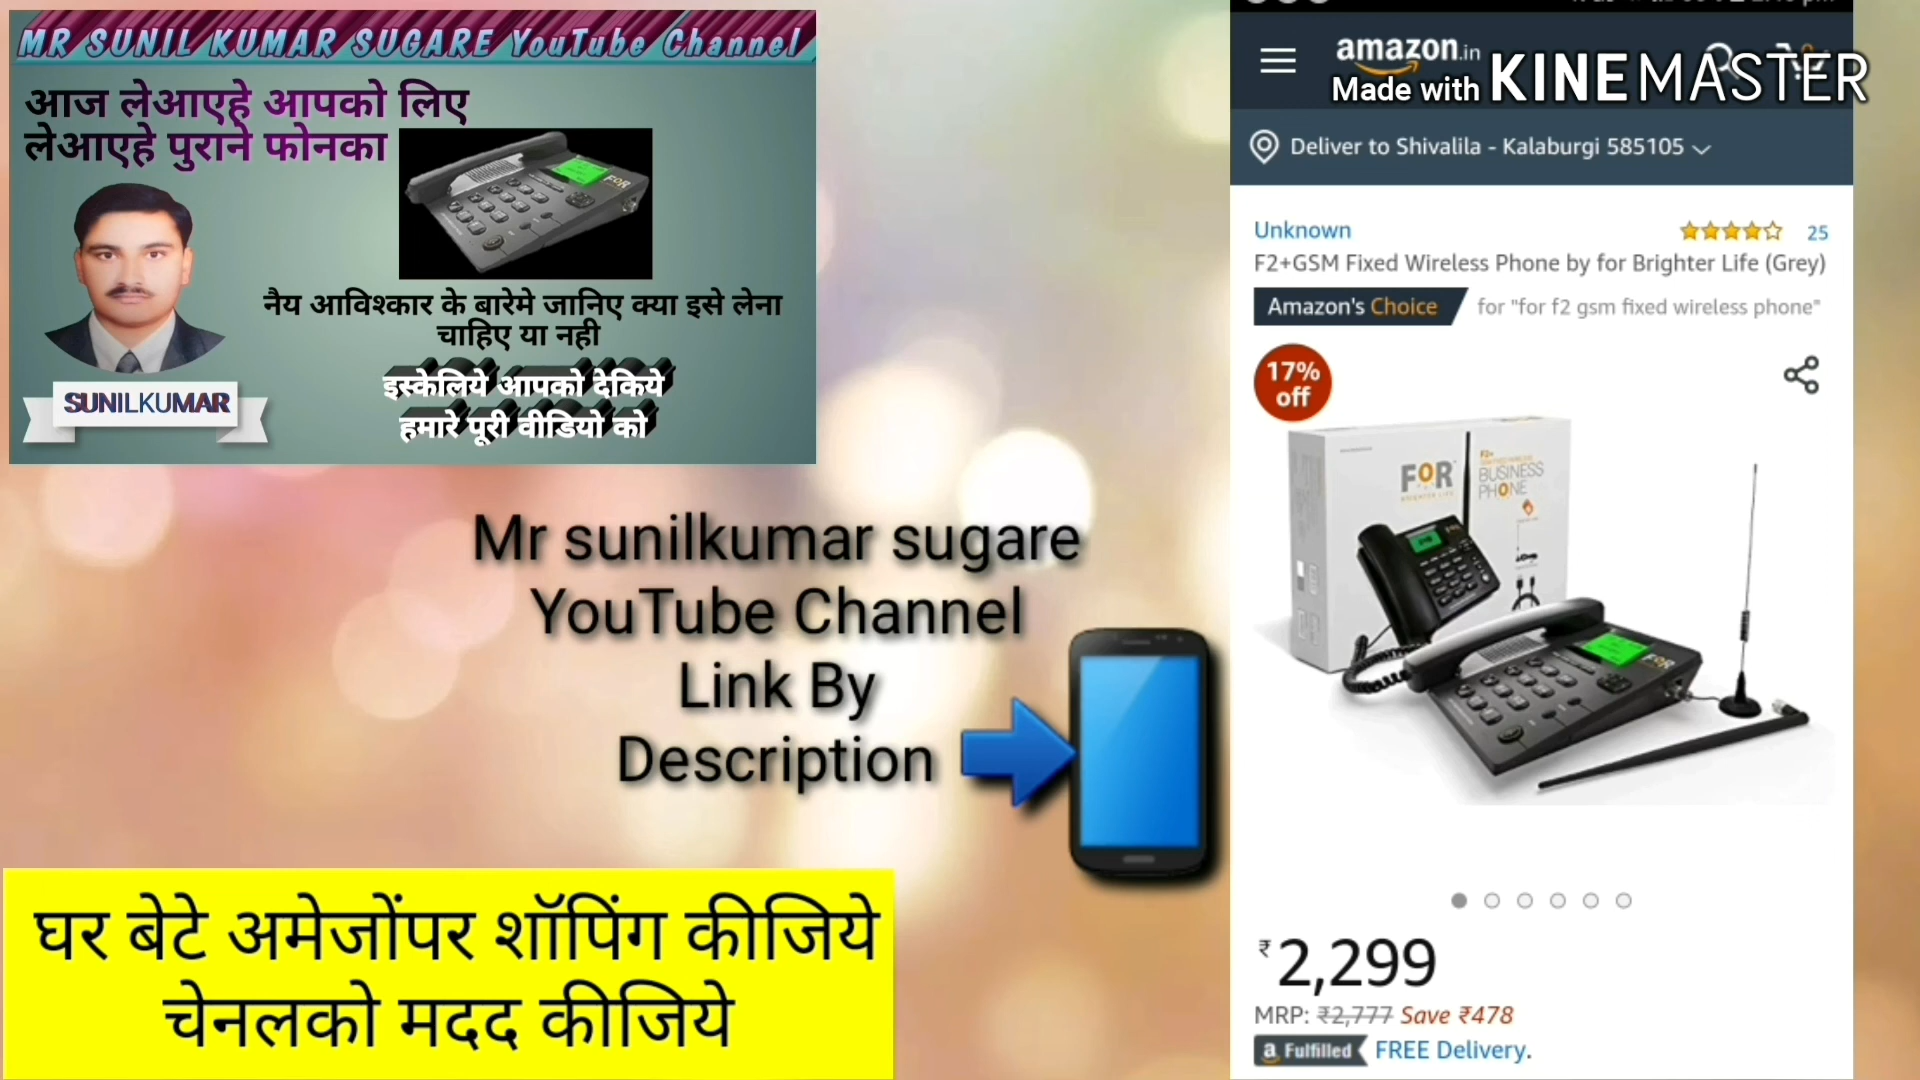 MR SUNIL KUMAR SUGARE YouTube Channel
आज लेआएहे आपको लिए
लेआएहे पुराने फोनका
नैय आविश्कार के बारेमे जानिए क्या इसे लेना
चाहिए या नही
इस्केलिये आपको देकिये
हमारे पूरी वीडियो को
SUNILKUMAR
Mr sunilkumar sugare
YouTube Channel
Link By
Description
घर बेटे अमेजोंपर शॉपिंग कीजिये
चेनलको मदद कीजिये
amazon.in
Made with KINEMASTER
Deliver to Shivalila - Kalaburgi 585105
Unknown 25
F2+GSM Fixed Wireless Phone by for Brighter Life (Grey)
Amazon's Choice for "for f2 gsm fixed wireless phone"
17%
off
FOR
F2+
BUSINESS
PHONE
FOR
₹2,299
MRP: ₹2,777 Save ₹478
a Fulfilled FREE Delivery.